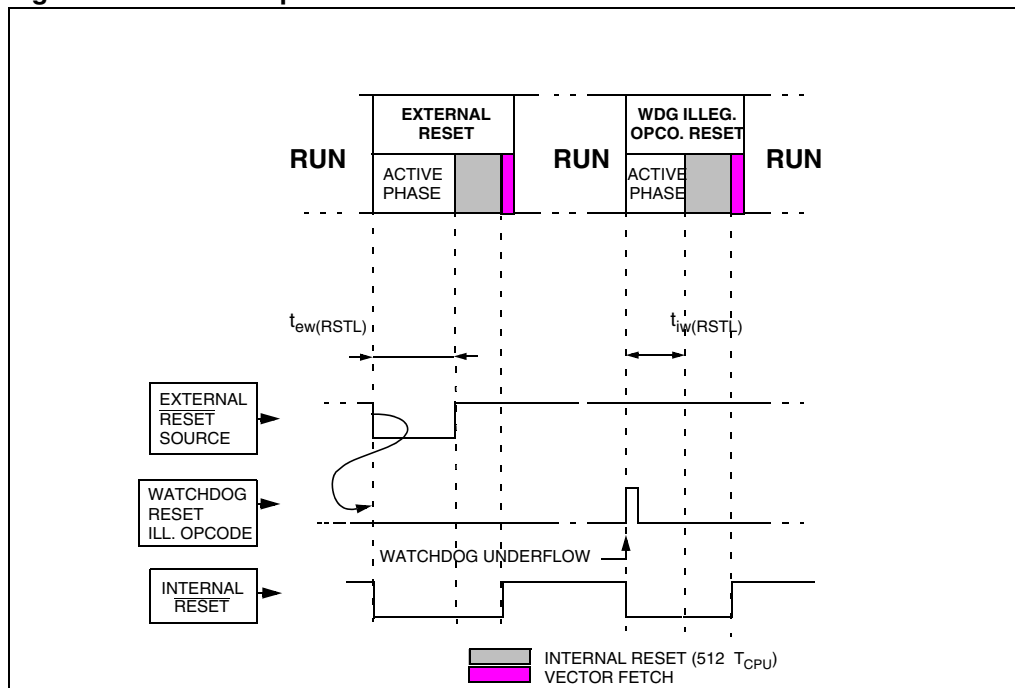 EXTERNAL
RESET
WDG ILLEG.
OPCO. RESET
RUN
ACTIVE
PHASE
RUN
ACTIVE
PHASE
RUN
tew(RSTL)
tiw(RSTL)
EXTERNAL
RESET
SOURCE
WATCHDOG
RESET
ILL. OPCODE
WATCHDOG UNDERFLOW
INTERNAL
RESET
INTERNAL RESET (512 TCPU)
VECTOR FETCH